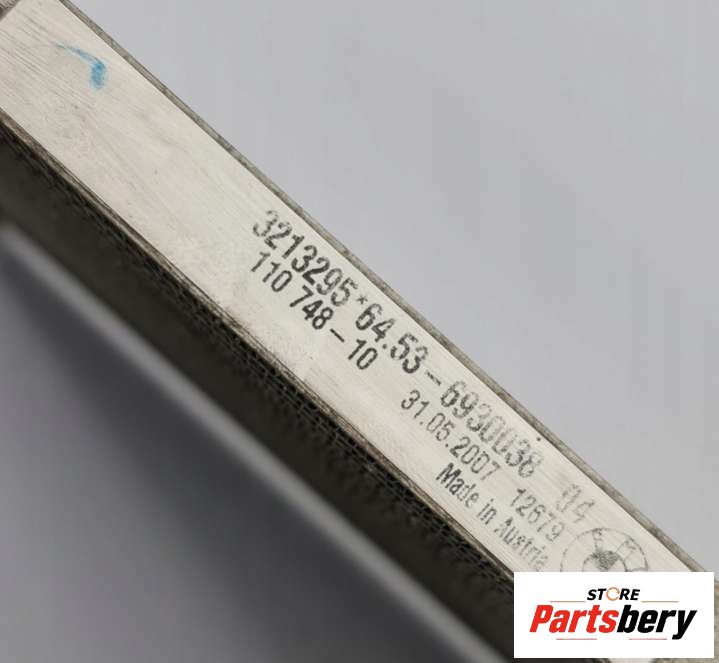 3213295*64.53-6930038 04
110 748-10 31.05.2007 12679
Made in Austria
STORE
Partsbery